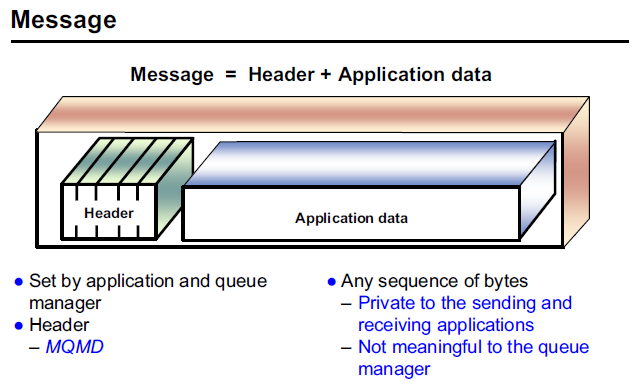 Message
Message = Header + Application data
Header
Application data
● Set by application and queue
manager
● Header
– MQMD
● Any sequence of bytes
– Private to the sending and
receiving applications
– Not meaningful to the queue
manager